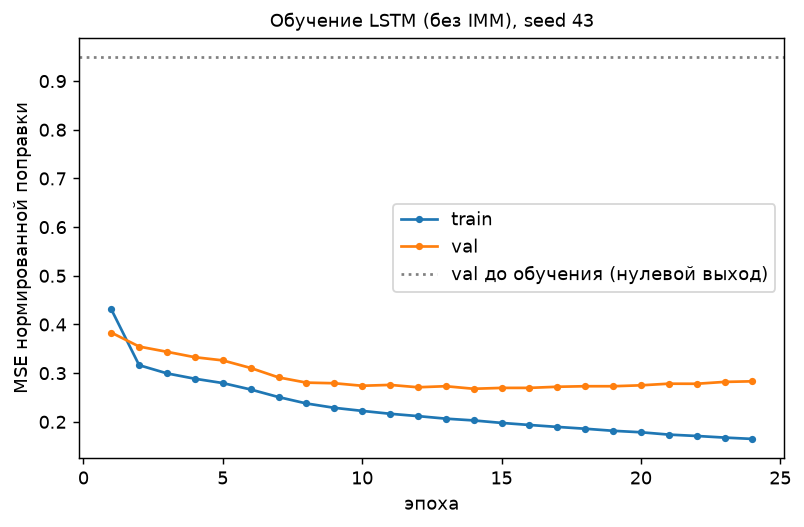 Обучение LSTM (без IMM), seed 43
MSE нормированной поправки
0.9
0.8
0.7
0.6
0.5
0.4
0.3
0.2
train
val
val до обучения (нулевой выход)
0 5 10 15 20 25
эпоха